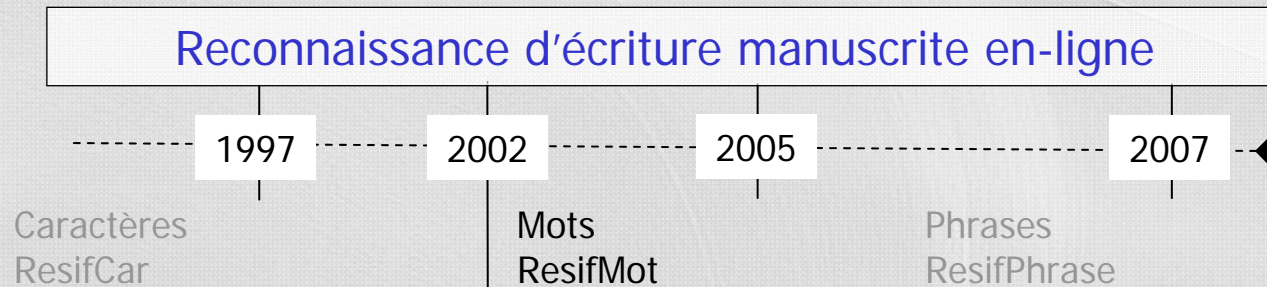 Reconnaissance d'écriture manuscrite en-ligne
1997 2002 2005 2007
Caractères Mots Phrases
ResifCar ResifMot ResifPhrase